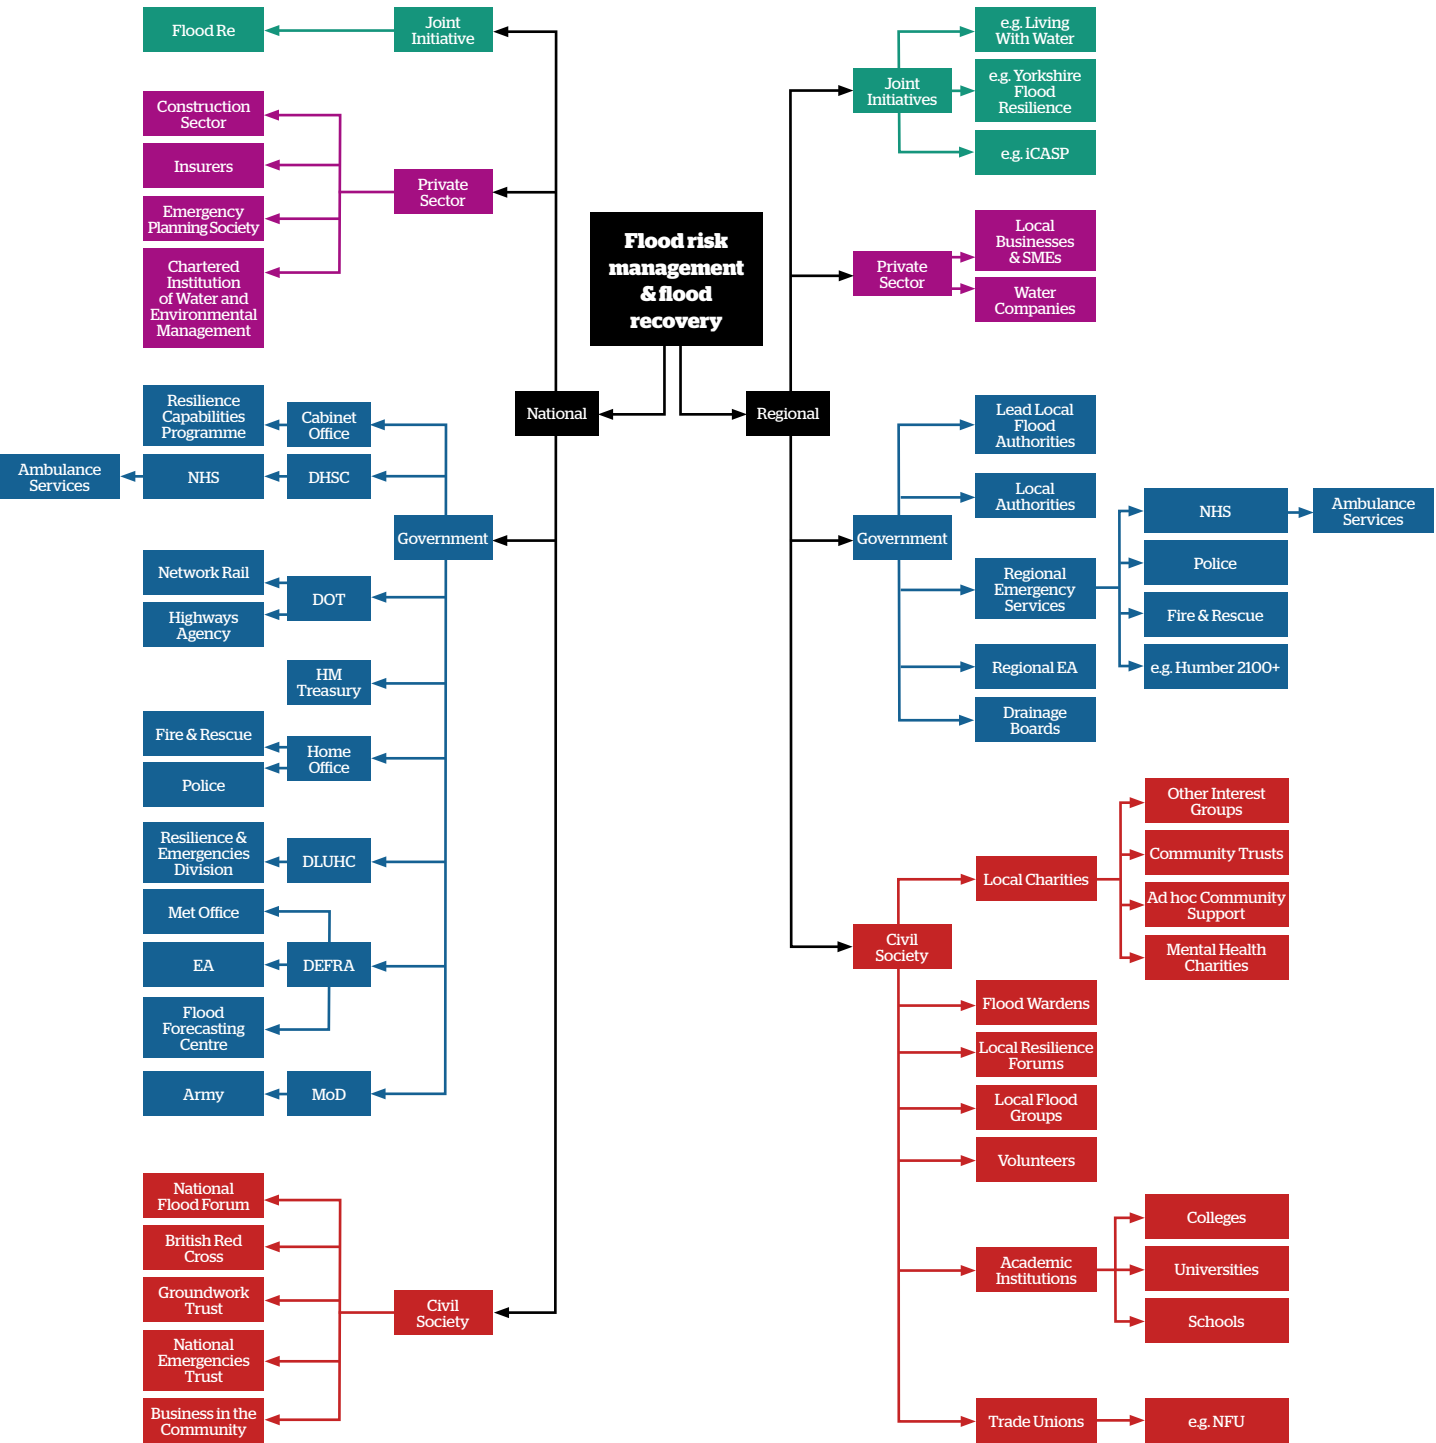 Flood risk
management
& flood
recovery
National
Joint
Initiative
Flood Re
Private
Sector
Construction
Sector
Insurers
Emergency
Planning Society
Chartered
Institution
of Water and
Environmental
Management
Government
Cabinet
Office
Resilience
Capabilities
Programme
DHSC
NHS
Ambulance
Services
DOT
Network Rail
Highways
Agency
HM
Treasury
Home
Office
Fire & Rescue
Police
DLUHC
Resilience &
Emergencies
Division
DEFRA
Met Office
EA
Flood
Forecasting
Centre
MoD
Army
Civil
Society
National
Flood Forum
British Red
Cross
Groundwork
Trust
National
Emergencies
Trust
Business in the
Community
Regional
Joint
Initiatives
e.g. Living
With Water
e.g. Yorkshire
Flood
Resilience
e.g. iCASP
Private
Sector
Local
Businesses
& SMEs
Water
Companies
Government
Lead Local
Flood
Authorities
Local
Authorities
Regional
Emergency
Services
NHS
Ambulance
Services
Police
Fire & Rescue
e.g. Humber 2100+
Regional EA
Drainage
Boards
Civil
Society
Local Charities
Other Interest
Groups
Community Trusts
Ad hoc Community
Support
Mental Health
Charities
Flood Wardens
Local Resilience
Forums
Local Flood
Groups
Volunteers
Academic
Institutions
Colleges
Universities
Schools
Trade Unions
e.g. NFU